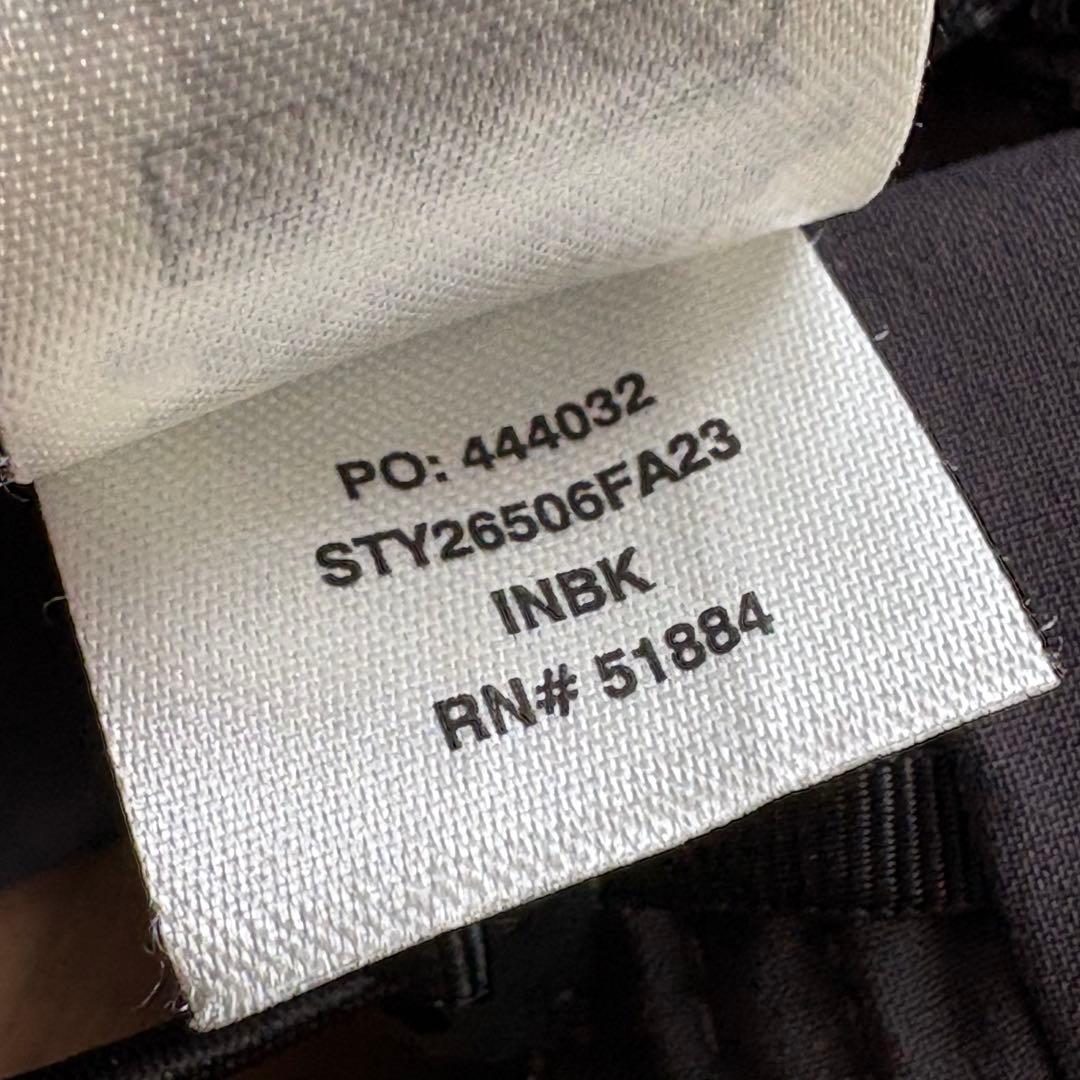 PO: 444032
STY26506FA23
INBK
RN# 51884